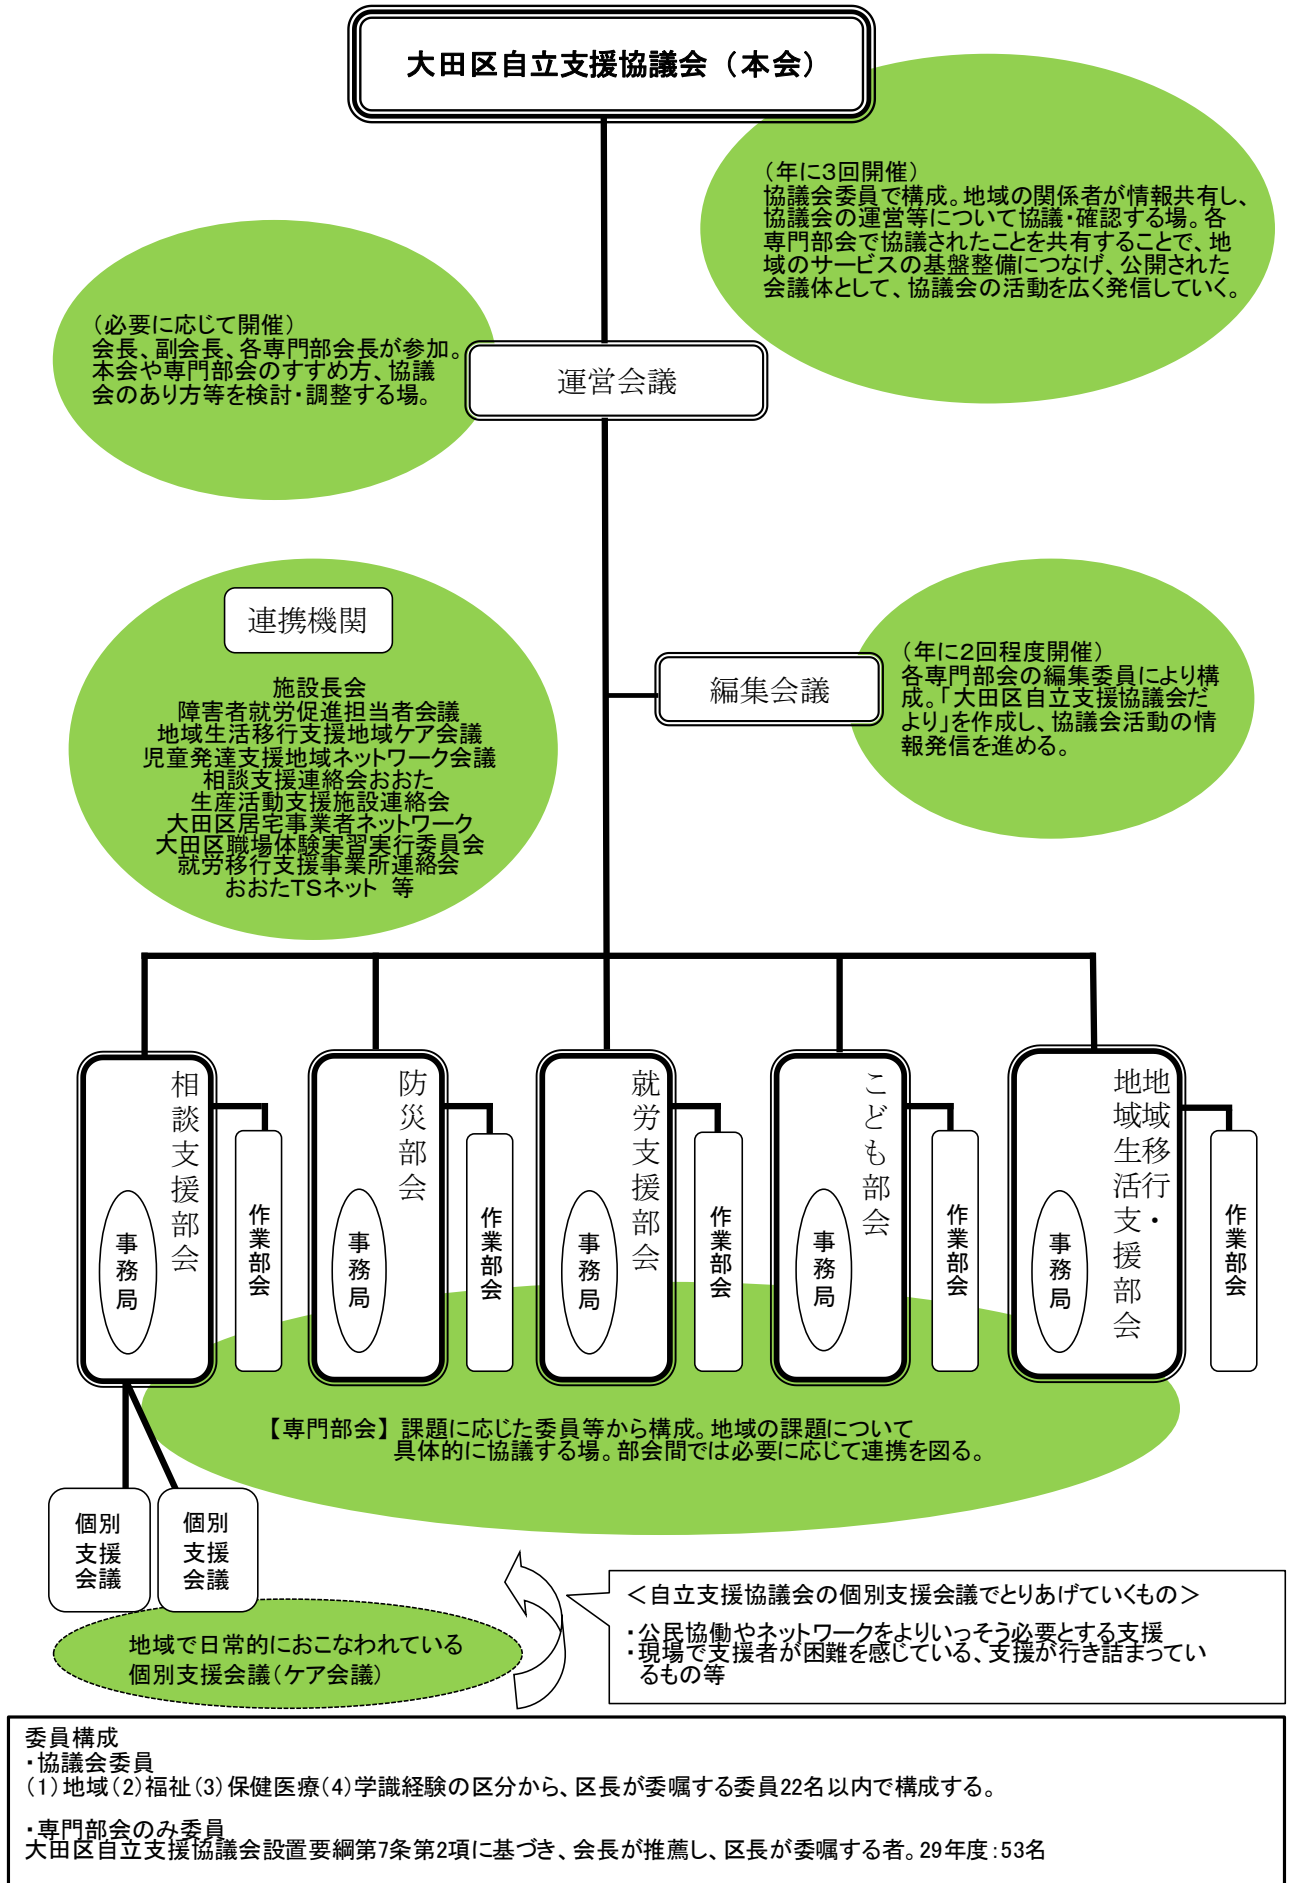 大田区自立支援協議会（本会）
（年に3回開催）
協議会委員で構成。地域の関係者が情報共有し、
協議会の運営等について協議・確認する場。各
専門部会で協議されたことを共有することで、地
域のサービスの基盤整備につなげ、公開された
会議体として、協議会の活動を広く発信していく。
（必要に応じて開催）
会長、副会長、各専門部会長が参加。
本会や専門部会のすすめ方、協議
会のあり方等を検討・調整する場。
運営会議
連携機関
施設長会
障害者就労促進担当者会議
地域生活移行支援地域ケア会議
児童発達支援地域ネットワーク会議
相談支援連絡会おおた
生産活動支援施設連絡会
大田区居宅事業者ネットワーク
大田区職場体験実習実行委員会
就労移行支援事業所連絡会
おおたTSネット 等
編集会議
（年に2回程度開催）
各専門部会の編集委員により構
成。「大田区自立支援協議会だ
より」を作成し、協議会活動の情
報発信を進める。
相談支援部会
事務局
作業部会
防災部会
事務局
作業部会
就労支援部会
事務局
作業部会
こども部会
事務局
作業部会
地域移行・
地域生活支援部会
事務局
作業部会
【専門部会】 課題に応じた委員等から構成。地域の課題について
具体的に協議する場。部会間では必要に応じて連携を図る。
個別
支援
会議
個別
支援
会議
地域で日常的におこなわれている
個別支援会議（ケア会議）
＜自立支援協議会の個別支援会議でとりあげていくもの＞
・公民協働やネットワークをよりいっそう必要とする支援
・現場で支援者が困難を感じている、支援が行き詰まってい
るもの等
委員構成
・協議会委員
（1）地域（2）福祉（3）保健医療（4）学識経験の区分から、区長が委嘱する委員22名以内で構成する。
・専門部会のみ委員
大田区自立支援協議会設置要綱第7条第2項に基づき、会長が推薦し、区長が委嘱する者。29年度：53名